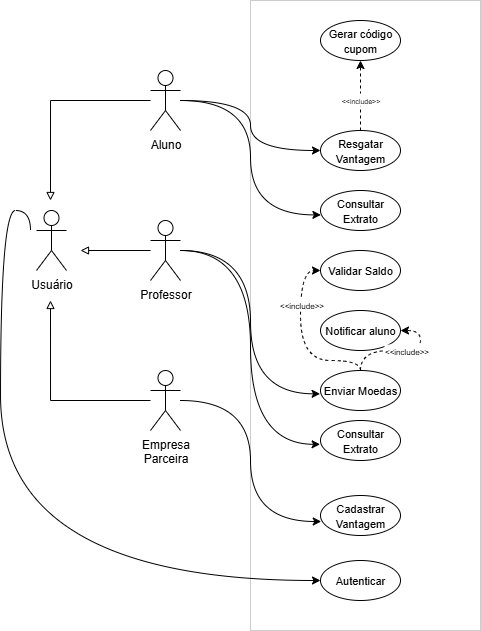 Gerar código
cupom
<<include>>
Aluno
Resgatar
Vantagem
Consultar
Extrato
Usuário
Professor
Validar Saldo
<<include>>
Notificar aluno
<<include>>
Enviar Moedas
Empresa
Parceira
Consultar
Extrato
Cadastrar
Vantagem
Autenticar